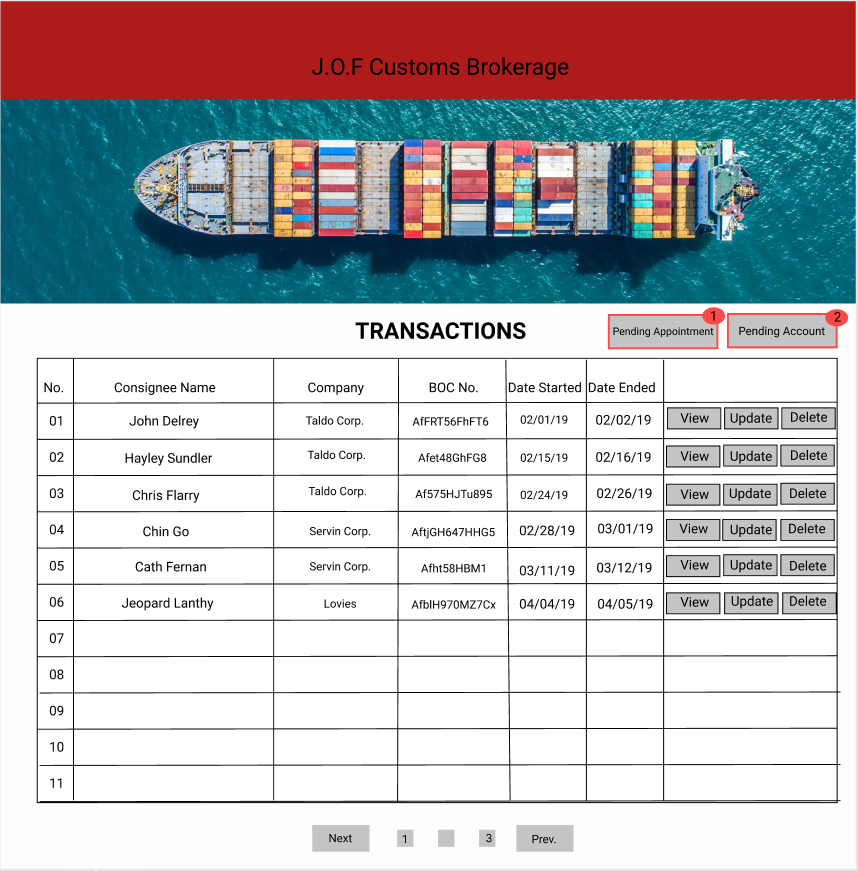 J.O.F Customs Brokerage
TRANSACTIONS
Pending Appointment 1
Pending Account 2
No. Consignee Name Company BOC No. Date Started Date Ended
01 John Delrey Taldo Corp. AfFRT56FhFT6 02/01/19 02/02/19 View Update Delete
02 Hayley Sundler Taldo Corp. Afet48GhFG8 02/15/19 02/16/19 View Update Delete
03 Chris Flarry Taldo Corp. Af575HJTu895 02/24/19 02/26/19 View Update Delete
04 Chin Go Servin Corp. AftjGH647HHG5 02/28/19 03/01/19 View Update Delete
05 Cath Fernan Servin Corp. Afht58HBM1 03/11/19 03/12/19 View Update Delete
06 Jeopard Lanthy Lovies AfblH970MZ7Cx 04/04/19 04/05/19 View Update Delete
07
08
09
10
11
Next 1 3 Prev.